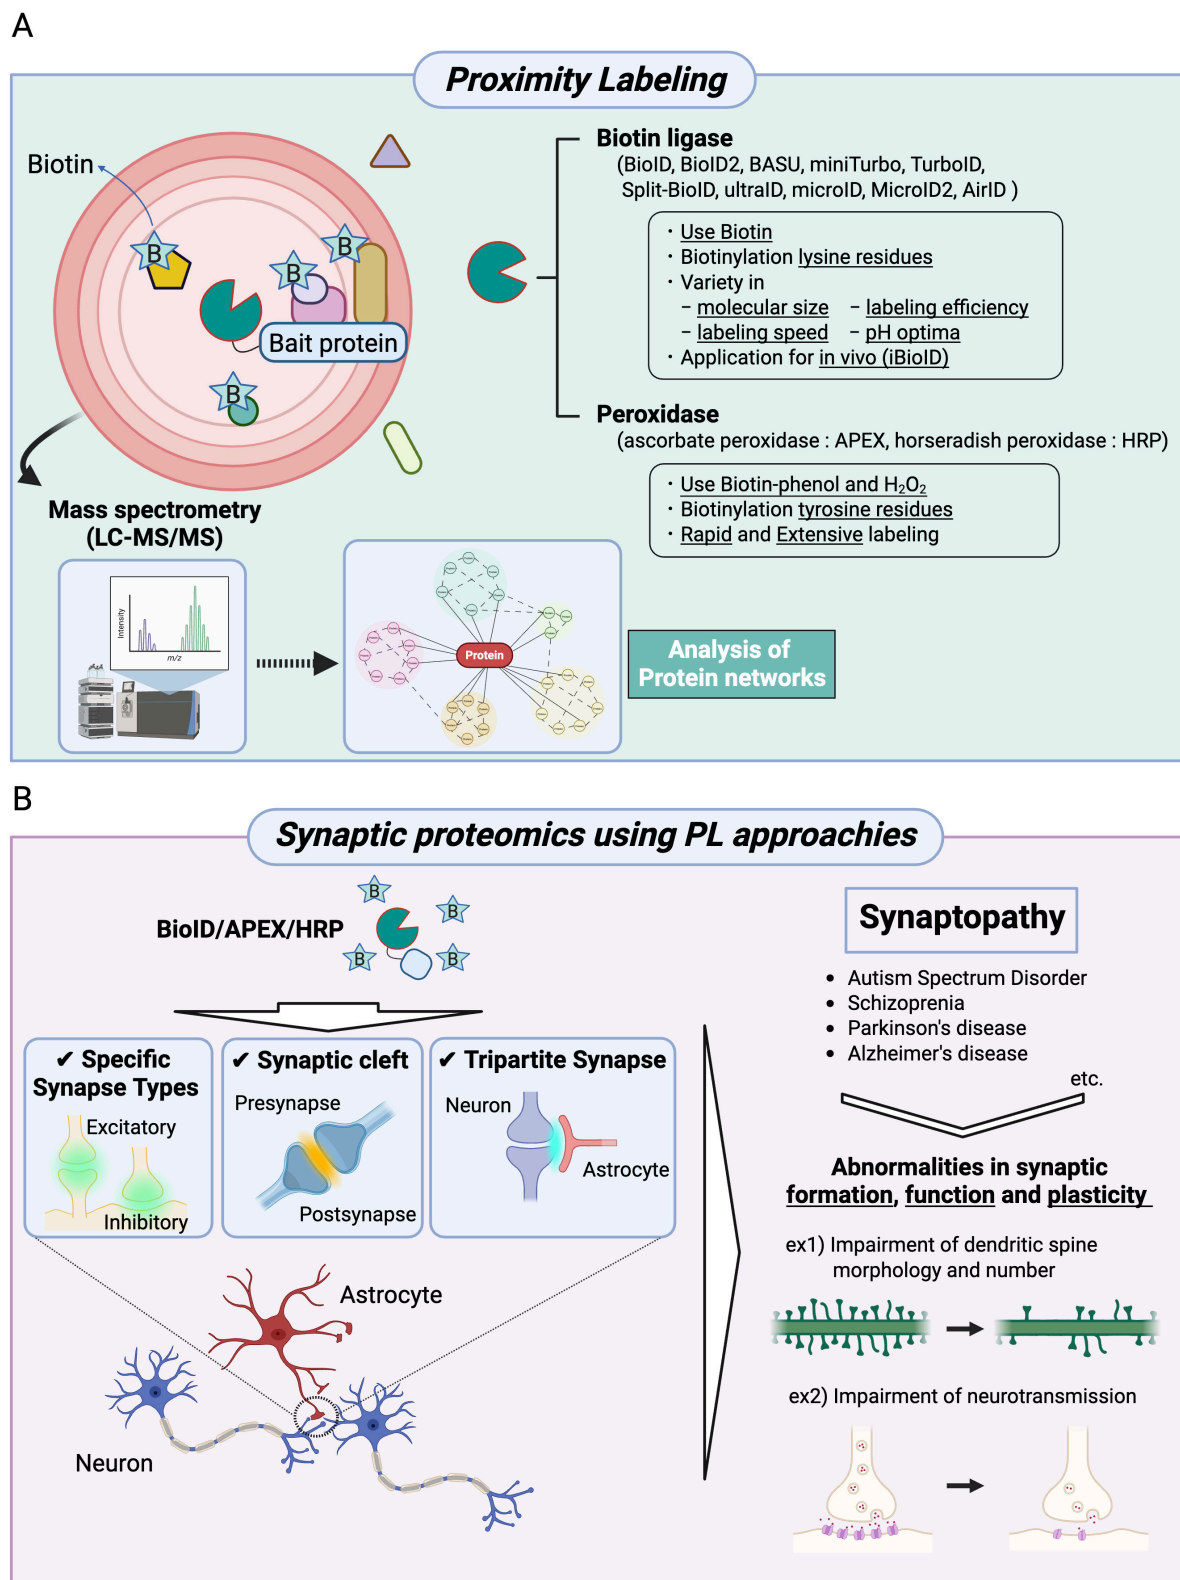 A
Proximity Labeling
Biotin
B
B
B
B
Bait protein
Biotin ligase
(BioID, BioID2, BASU, miniTurbo, TurboID,
Split-BioID, ultraID, microID, MicroID2, AirID )
・Use Biotin
・Biotinylation lysine residues
・Variety in
− molecular size − labeling efficiency
− labeling speed − pH optima
・Application for in vivo (iBioID)
Peroxidase
(ascorbate peroxidase : APEX, horseradish peroxidase : HRP)
・Use Biotin-phenol and H₂O₂
・Biotinylation tyrosine residues
・Rapid and Extensive labeling
Mass spectrometry
(LC-MS/MS)
Intensity
m/z
Protein
Analysis of
Protein networks
B
Synaptic proteomics using PL approachies
BioID/APEX/HRP
B
B
B
B
✔ Specific
Synapse Types
Excitatory
Inhibitory
✔ Synaptic cleft
Presynapse
Postsynapse
✔ Tripartite Synapse
Neuron
Astrocyte
Astrocyte
Neuron
Synaptopathy
• Autism Spectrum Disorder
• Schizoprenia
• Parkinson's disease
• Alzheimer's disease
etc.
Abnormalities in synaptic
formation, function and plasticity
ex1) Impairment of dendritic spine
morphology and number
ex2) Impairment of neurotransmission